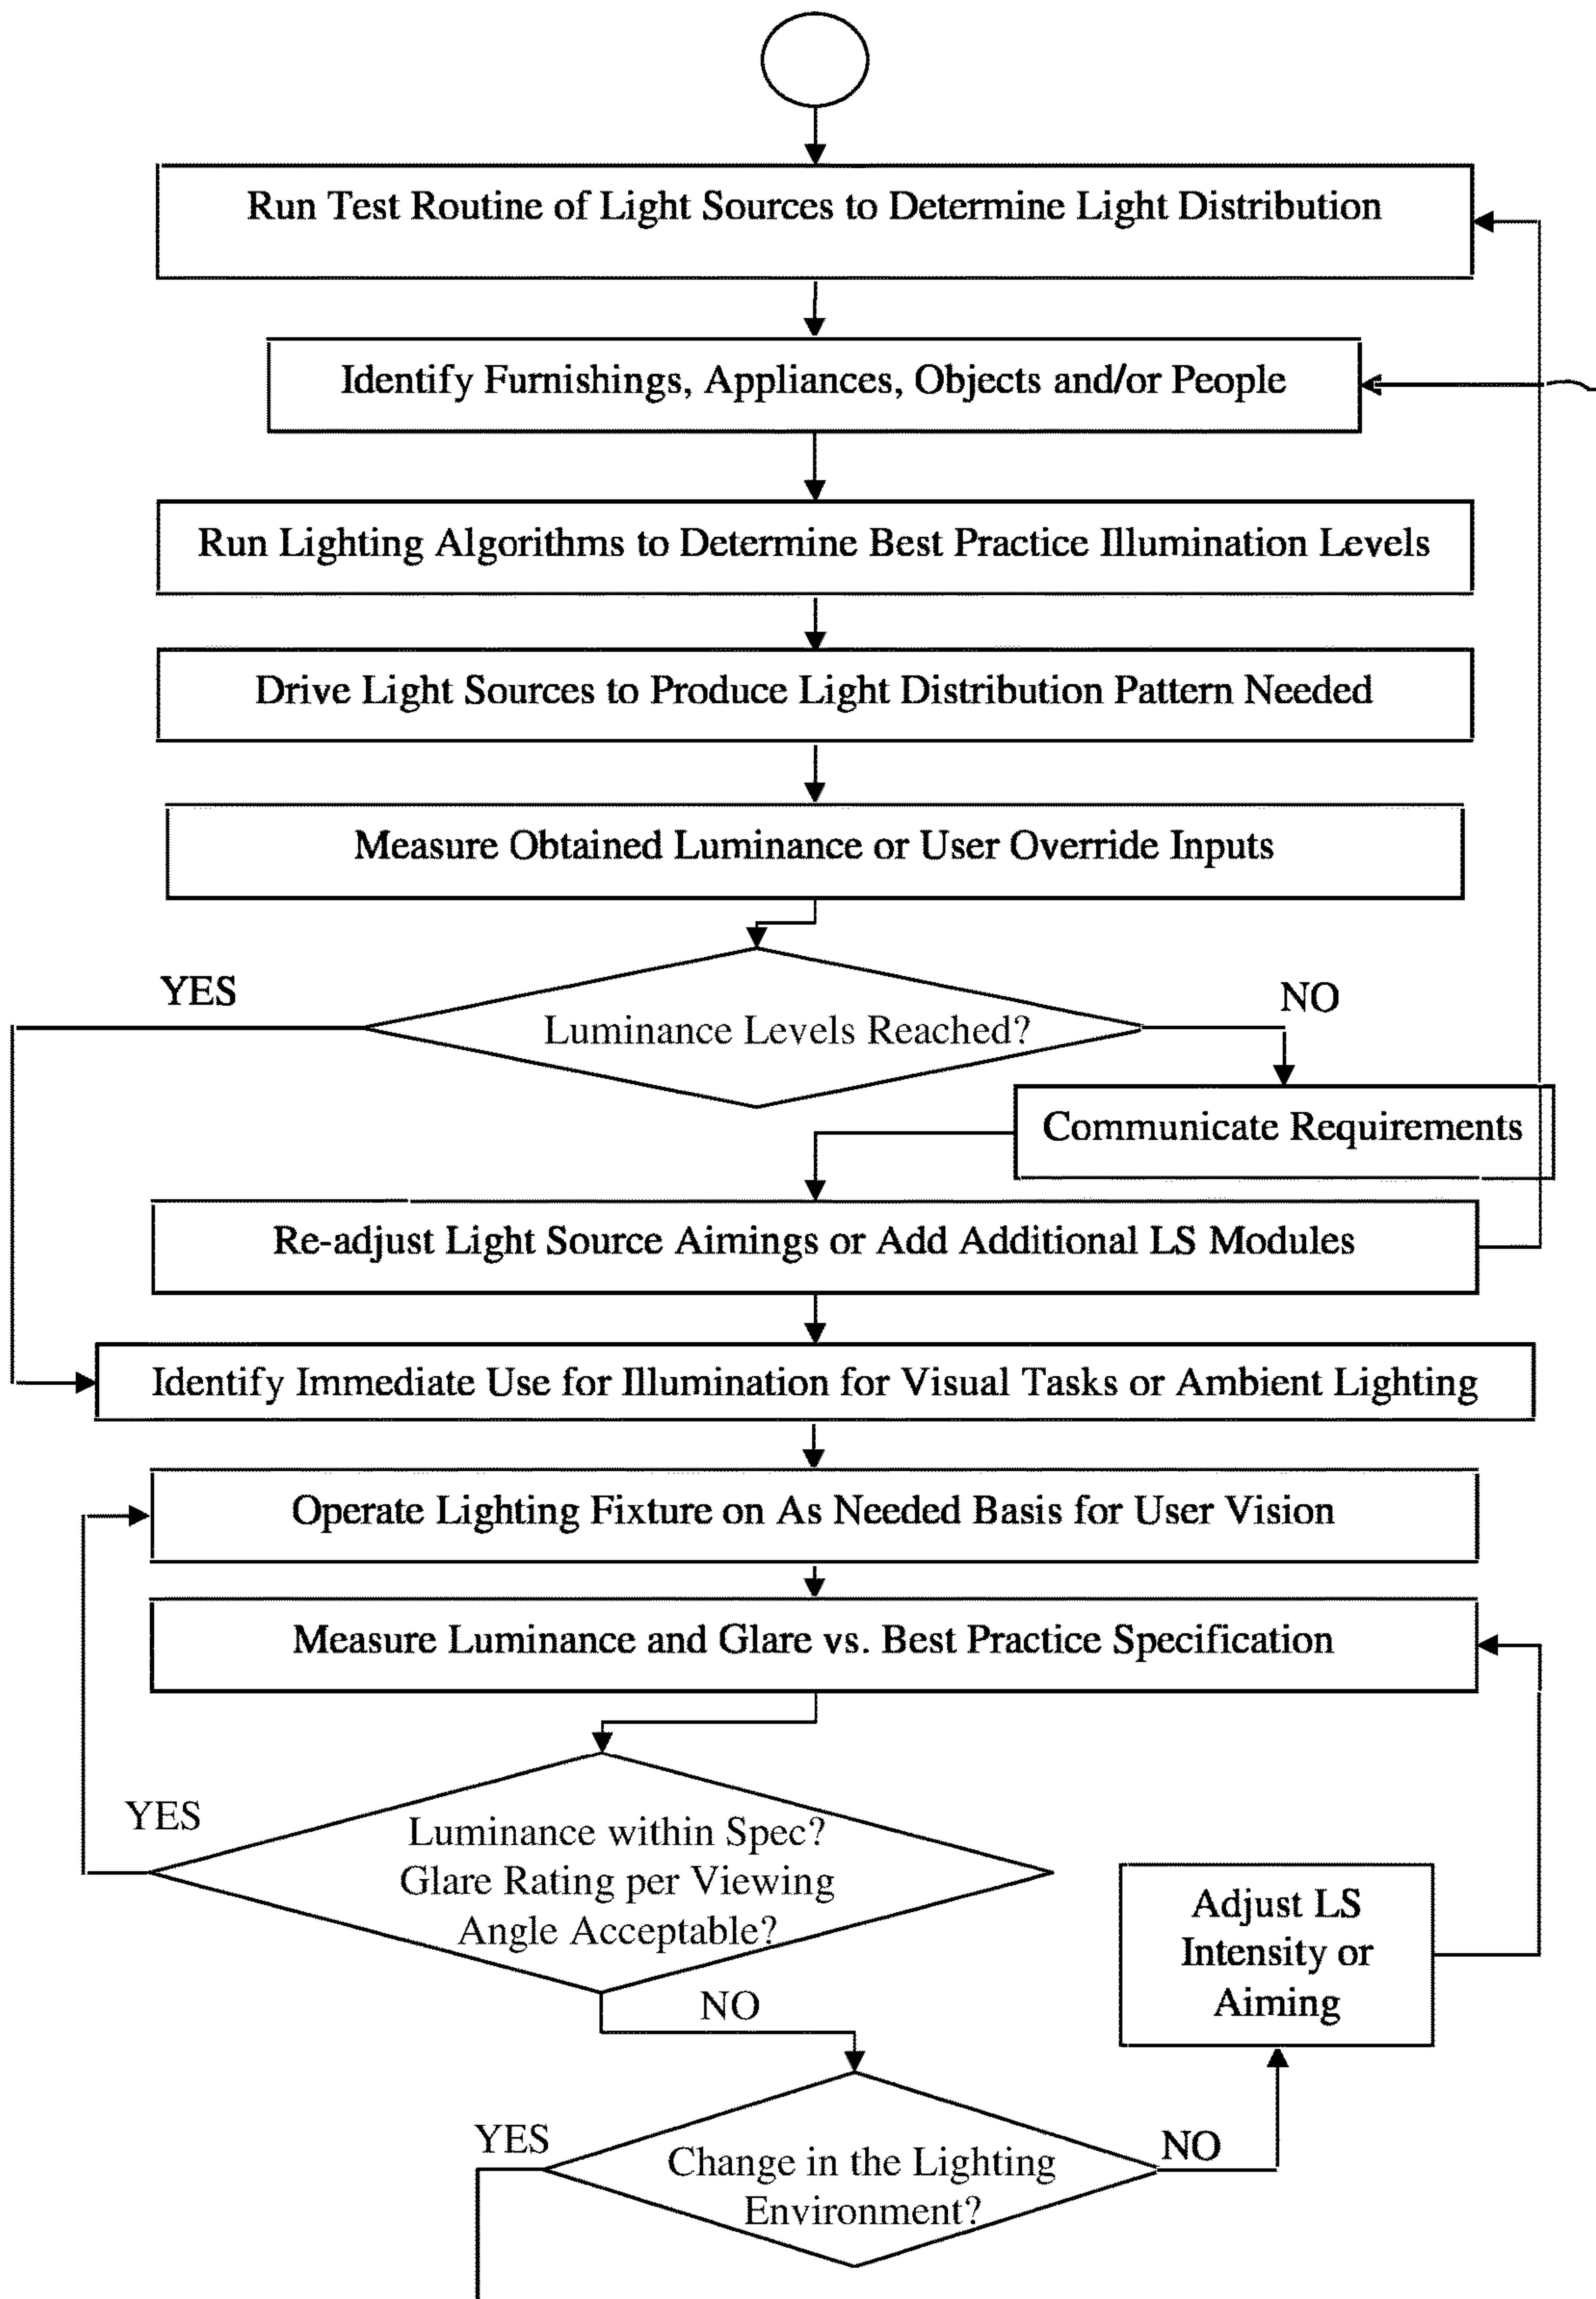 Run Test Routine of Light Sources to Determine Light Distribution
Identify Furnishings, Appliances, Objects and/or People
Run Lighting Algorithms to Determine Best Practice Illumination Levels
Drive Light Sources to Produce Light Distribution Pattern Needed
Measure Obtained Luminance or User Override Inputs
YES
NO
Luminance Levels Reached?
Communicate Requirements
Re-adjust Light Source Aimings or Add Additional LS Modules
Identify Immediate Use for Illumination for Visual Tasks or Ambient Lighting
Operate Lighting Fixture on As Needed Basis for User Vision
Measure Luminance and Glare vs. Best Practice Specification
YES
Luminance within Spec?
Glare Rating per Viewing
Angle Acceptable?
Adjust LS
Intensity or
Aiming
NO
YES
NO
Change in the Lighting
Environment?